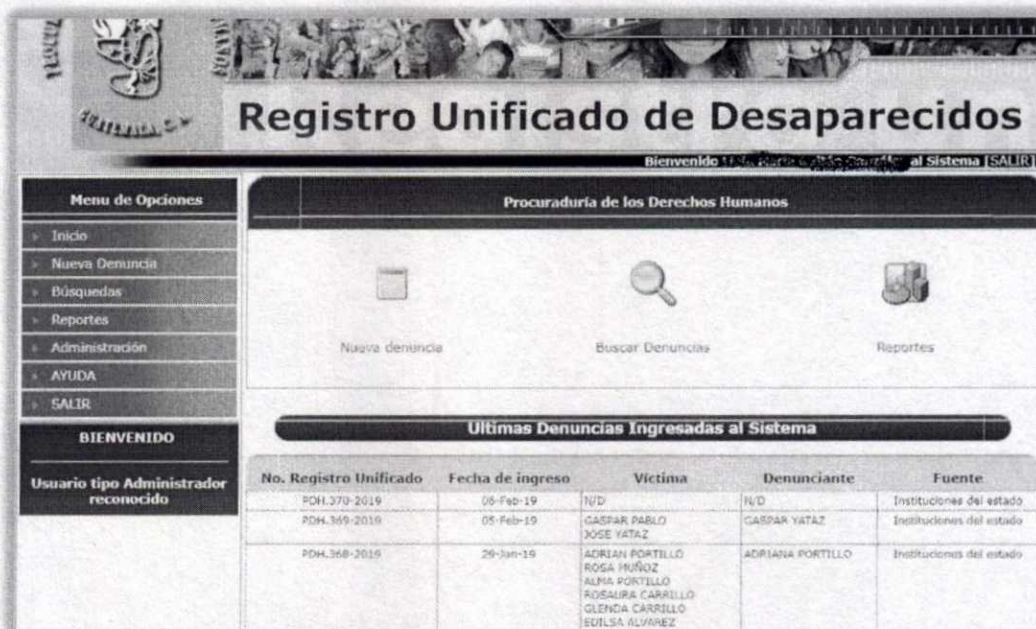 GUATEMALA, C.A.
Registro Unificado de Desaparecidos
Bienvenido al Sistema [SALIR]
Menu de Opciones
Inicio
Nueva Denuncia
Búsquedas
Reportes
Administración
AYUDA
SALIR
BIENVENIDO
Usuario tipo Administrador
reconocido
Procuraduría de los Derechos Humanos
Nueva denuncia Buscar Denuncias Reportes
Ultimas Denuncias Ingresadas al Sistema
No. Registro Unificado Fecha de ingreso Víctima Denunciante Fuente
PDH.370-2019 06-Feb-19 N/D N/D Instituciones del estado
PDH.369-2019 05-Feb-19 GASPAR PABLO GASPAR YATAZ Instituciones del estado
JOSE YATAZ
PDH.368-2019 29-Jan-19 ADRIAN PORTILLO ADRIANA PORTILLO Instituciones del estado
ROSA MUÑOZ
ALMA PORTILLO
ROSAURA CARRILLO
GLENDA CARRILLO
EDILSA ALVAREZ